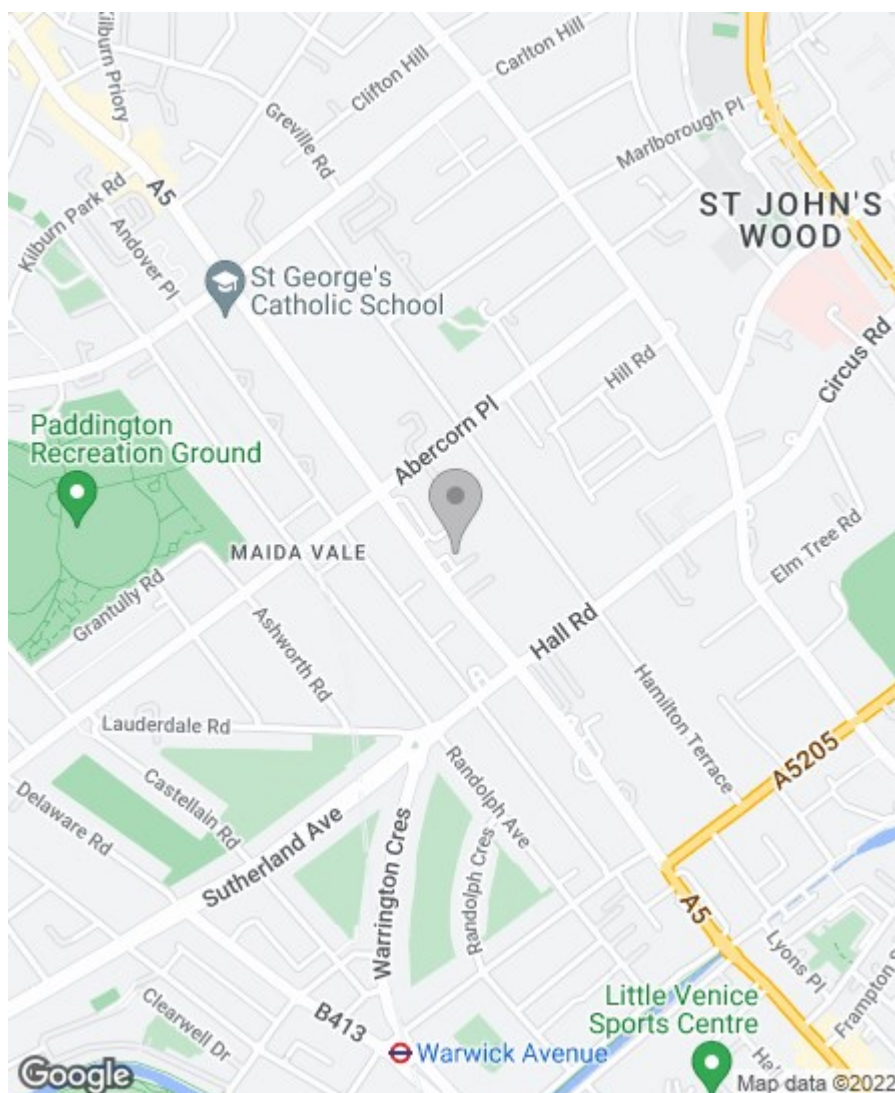 Kilburn Priory
Clifton Hill
Carlton Hill
Greville Rd
Marlborough Pl
A5
Kilburn Park Rd
ST JOHN'S
WOOD
Andover Pl
St George's
Catholic School
Circus Rd
Hill Rd
Abercorn Pl
Paddington
Recreation Ground
MAIDA VALE
Elm Tree Rd
Grantully Rd
Ashworth Rd
Hall Rd
Hamilton Terrace
Lauderdale Rd
Castellain Rd
Delaware Rd
Randolph Ave
A5205
Sutherland Ave
Warrington Cres
Randolph Cres
A5
Lyons Pl
Frampton S
Clearwell Dr
B413
Little Venice
Sports Centre
Warwick Avenue
Google
Map data ©2022